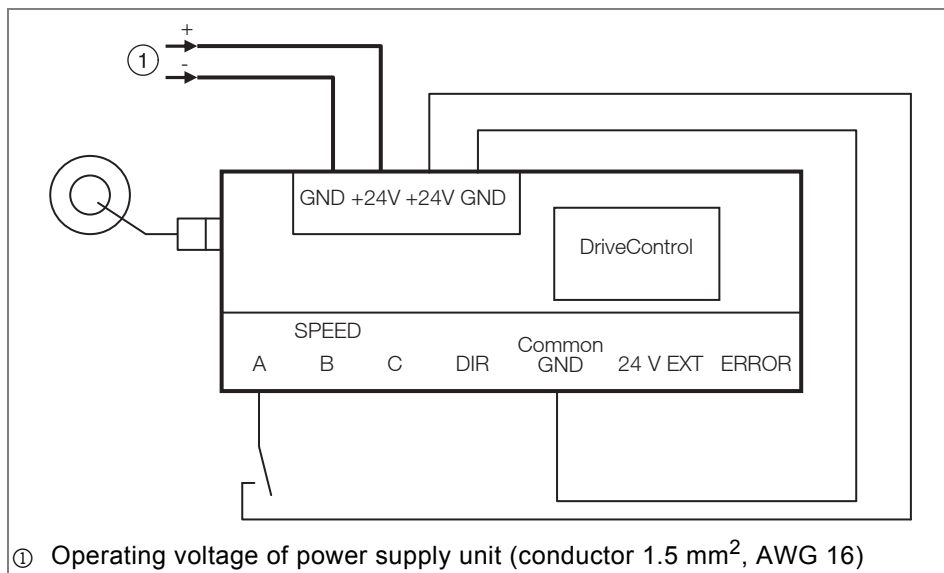 +
①
-
GND +24V +24V GND
DriveControl
SPEED
A B C DIR Common GND 24 V EXT ERROR
① Operating voltage of power supply unit (conductor 1.5 mm², AWG 16)